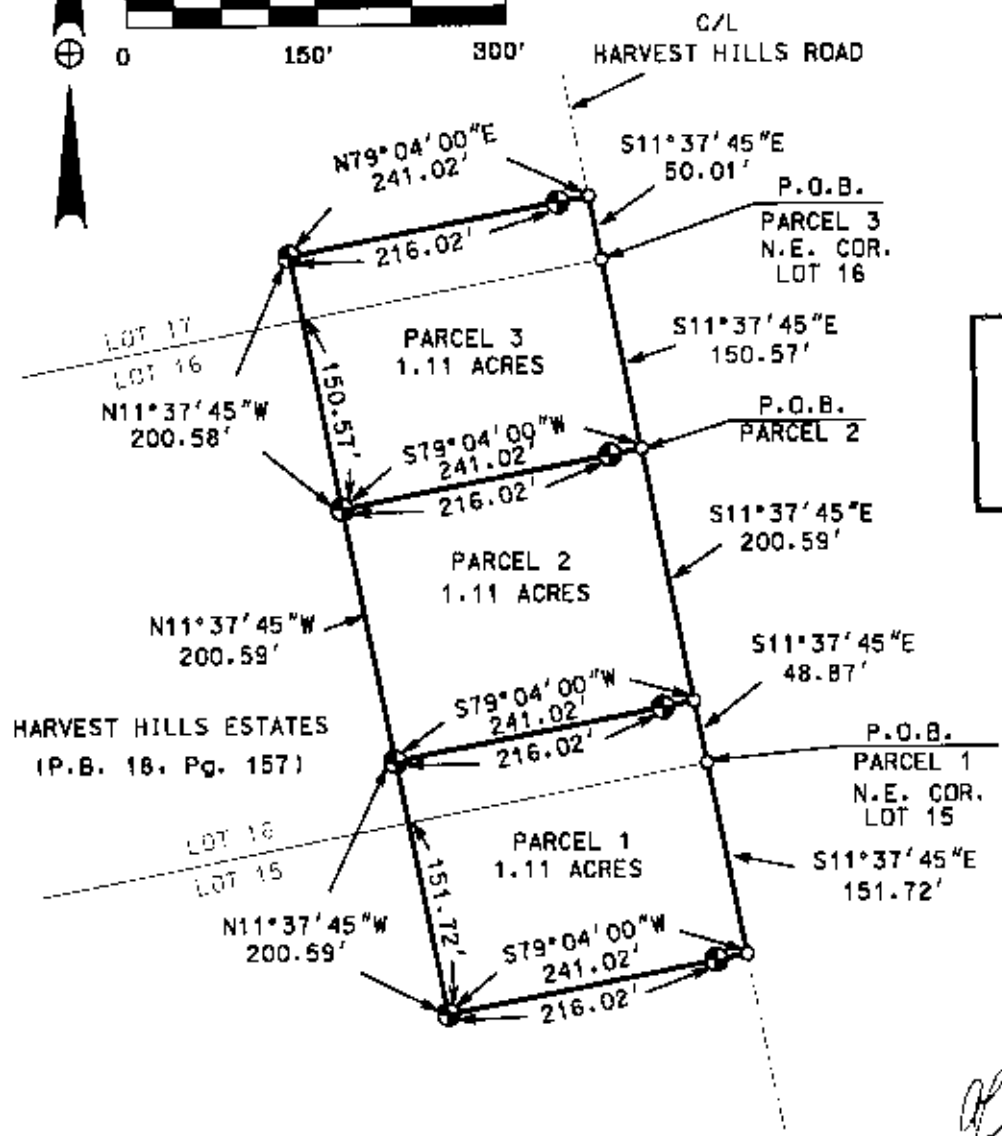 0 150' 300'
C/L
HARVEST HILLS ROAD
N79°04'00"E
241.02'
S11°37'45"E
50.01'
216.02'
P.O.B.
PARCEL 3
N.E. COR.
LOT 16
LOT 17
LOT 16
PARCEL 3
1.11 ACRES
S11°37'45"E
150.57'
N11°37'45"W
200.58'
150.57'
P.O.B.
PARCEL 2
S79°04'00"W
241.02'
216.02'
S11°37'45"E
200.59'
PARCEL 2
1.11 ACRES
N11°37'45"W
200.59'
S11°37'45"E
48.87'
S79°04'00"W
241.02'
216.02'
HARVEST HILLS ESTATES
(P.B. 18, Pg. 157)
P.O.B.
PARCEL 1
N.E. COR.
LOT 15
LOT 16
LOT 15
PARCEL 1
1.11 ACRES
S11°37'45"E
151.72'
151.72'
N11°37'45"W
200.59'
S79°04'00"W
241.02'
216.02'